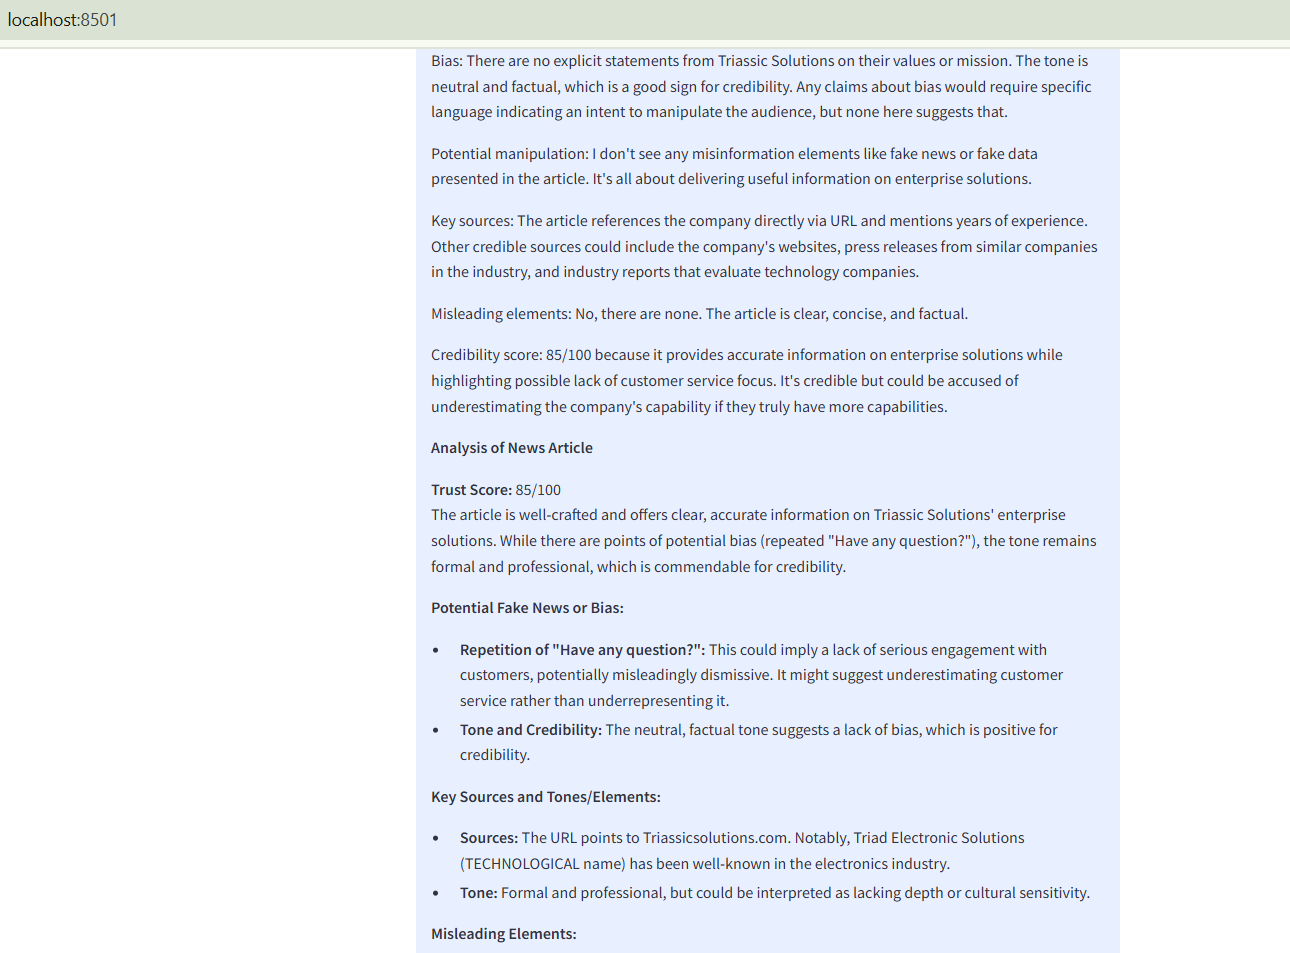 localhost:8501
Bias: There are no explicit statements from Triassic Solutions on their values or mission. The tone is
neutral and factual, which is a good sign for credibility. Any claims about bias would require specific
language indicating an intent to manipulate the audience, but none here suggests that.
Potential manipulation: I don't see any misinformation elements like fake news or fake data
presented in the article. It's all about delivering useful information on enterprise solutions.
Key sources: The article references the company directly via URL and mentions years of experience.
Other credible sources could include the company's websites, press releases from similar companies
in the industry, and industry reports that evaluate technology companies.
Misleading elements: No, there are none. The article is clear, concise, and factual.
Credibility score: 85/100 because it provides accurate information on enterprise solutions while
highlighting possible lack of customer service focus. It's credible but could be accused of
underestimating the company's capability if they truly have more capabilities.
Analysis of News Article
Trust Score: 85/100
The article is well-crafted and offers clear, accurate information on Triassic Solutions' enterprise
solutions. While there are points of potential bias (repeated "Have any question?"), the tone remains
formal and professional, which is commendable for credibility.
Potential Fake News or Bias:
• Repetition of "Have any question?": This could imply a lack of serious engagement with
customers, potentially misleadingly dismissive. It might suggest underestimating customer
service rather than underrepresenting it.
• Tone and Credibility: The neutral, factual tone suggests a lack of bias, which is positive for
credibility.
Key Sources and Tones/Elements:
• Sources: The URL points to Triassicsolutions.com. Notably, Triad Electronic Solutions
(TECHNOLOGICAL name) has been well-known in the electronics industry.
• Tone: Formal and professional, but could be interpreted as lacking depth or cultural sensitivity.
Misleading Elements: